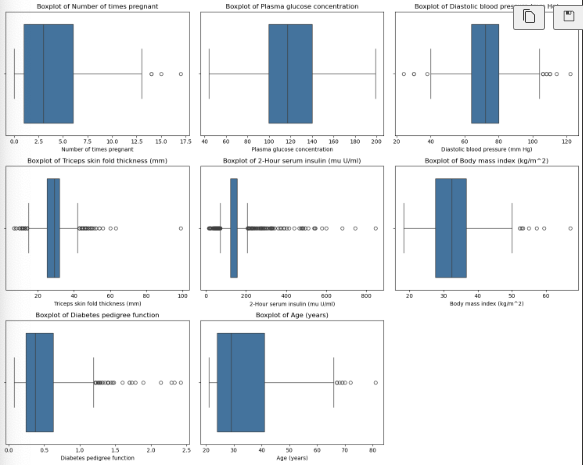 Boxplot of Number of times pregnant
0.0 2.5 5.0 7.5 10.0 12.5 15.0 17.5
Number of times pregnant
Boxplot of Plasma glucose concentration
40 60 80 100 120 140 160 180 200
Plasma glucose concentration
Boxplot of Diastolic blood
20 40 60 80 100 120
Diastolic blood pressure (mm Hg)
Boxplot of Triceps skin fold thickness (mm)
20 40 60 80 100
Triceps skin fold thickness (mm)
Boxplot of 2-Hour serum insulin (mu U/ml)
0 200 400 600 800
2-Hour serum insulin (mu U/ml)
Boxplot of Body mass index (kg/m^2)
20 30 40 50 60
Body mass index (kg/m^2)
Boxplot of Diabetes pedigree function
0.0 0.5 1.0 1.5 2.0 2.5
Diabetes pedigree function
Boxplot of Age (years)
20 30 40 50 60 70 80
Age (years)